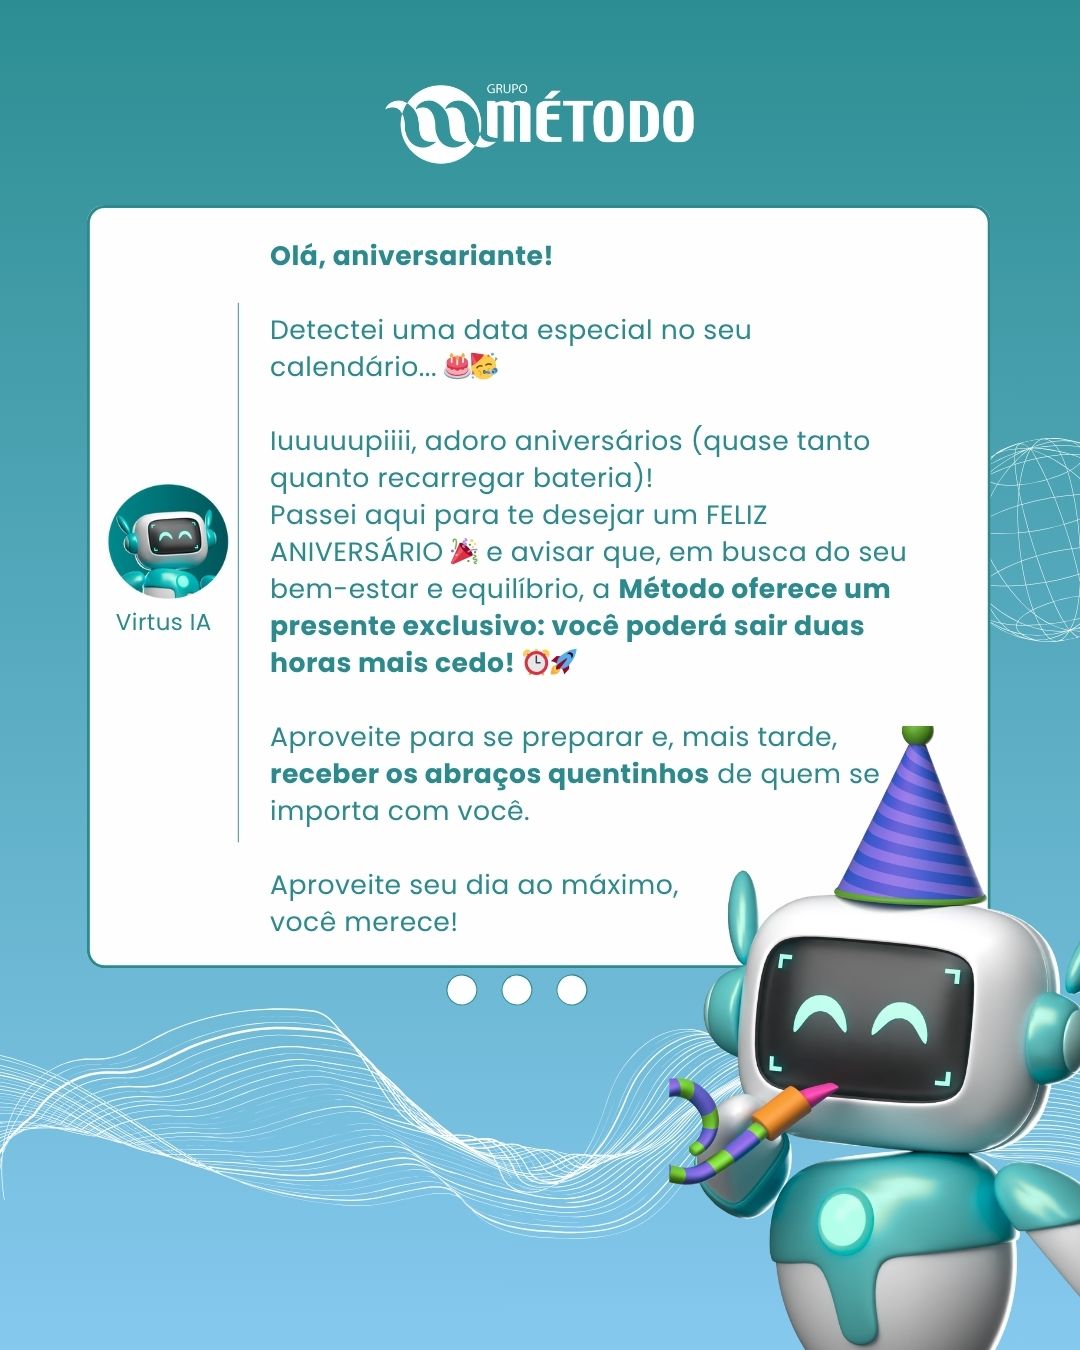 GRUPO
MÉTODO
Olá, aniversariante!
Detectei uma data especial no seu
calendário... 🎂🥳
Iuuuuupiiii, adoro aniversários (quase tanto
quanto recarregar bateria)!
Passei aqui para te desejar um FELIZ
ANIVERSÁRIO 🎉 e avisar que, em busca do seu
bem-estar e equilíbrio, a Método oferece um
presente exclusivo: você poderá sair duas
horas mais cedo! ⏰🚀
Aproveite para se preparar e, mais tarde,
receber os abraços quentinhos de quem se
importa com você.
Aproveite seu dia ao máximo,
você merece!
Virtus IA